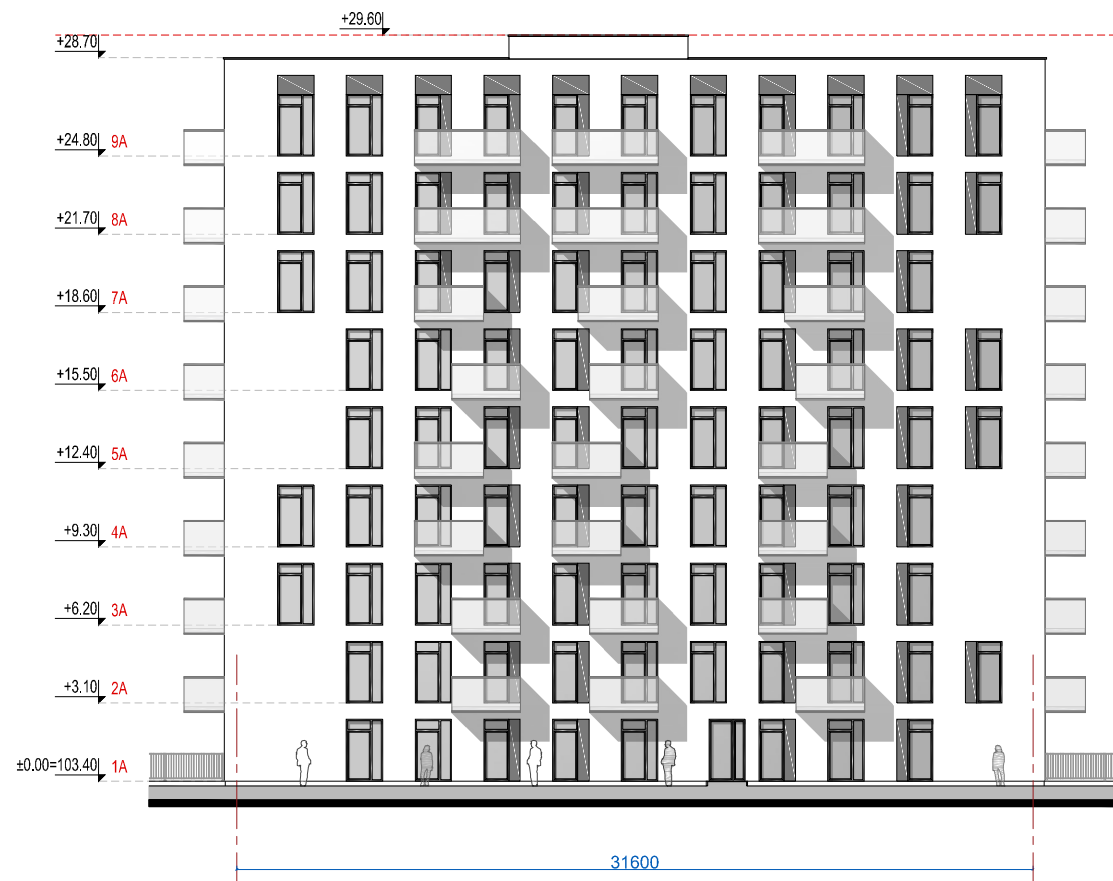 +29.60
+28.70
+24.80 9A
+21.70 8A
+18.60 7A
+15.50 6A
+12.40 5A
+9.30 4A
+6.20 3A
+3.10 2A
±0.00=103.40 1A
31600